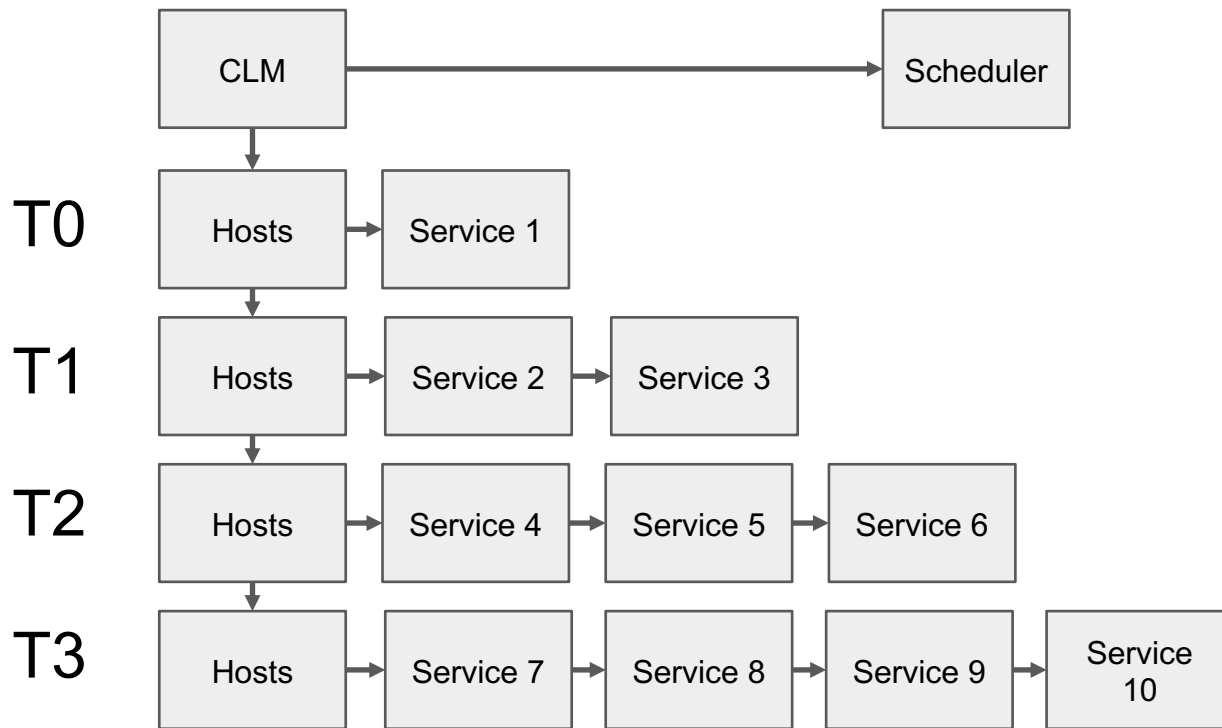 CLM
Scheduler
T0
Hosts
Service 1
T1
Hosts
Service 2
Service 3
T2
Hosts
Service 4
Service 5
Service 6
T3
Hosts
Service 7
Service 8
Service 9
Service
10